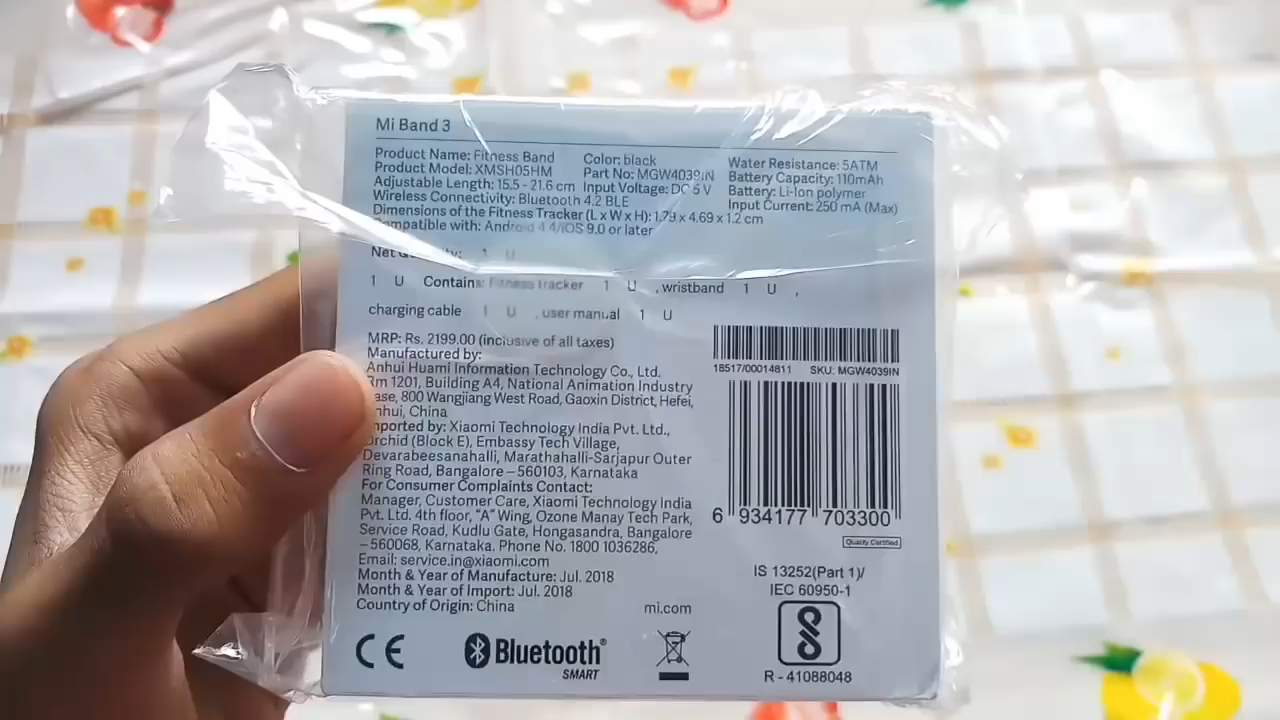 Mi Band 3
Product Name: Fitness Band
Product Model: XMSH05HM
Adjustable Length: 15.5 - 21.6 cm
Wireless Connectivity: Bluetooth 4.2 BLE
Dimensions of the Fitness Tracker (L x W x H): 1.79 x 4.69 x 1.2 cm
Compatible with: Android 4.4/iOS 9.0 or later
Color: black
Part No: MGW4039IN
Input Voltage: DC 5 V
Water Resistance: 5ATM
Battery Capacity: 110mAh
Battery: Li-Ion polymer
Input Current: 250 mA (Max)
Net Quantity: 1 U
1 U Contains: Fitness tracker 1 U , wristband 1 U ,
charging cable 1 U , user manual 1 U
MRP: Rs. 2199.00 (inclusive of all taxes)
Manufactured by:
Anhui Huami Information Technology Co., Ltd.
Rm 1201, Building A4, National Animation Industry
Base, 800 Wangjiang West Road, Gaoxin District, Hefei,
Anhui, China
Imported by: Xiaomi Technology India Pvt. Ltd.,
Orchid (Block E), Embassy Tech Village,
Devarabeesanahalli, Marathahalli-Sarjapur Outer
Ring Road, Bangalore – 560103, Karnataka
For Consumer Complaints Contact:
Manager, Customer Care, Xiaomi Technology India
Pvt. Ltd. 4th floor, "A" Wing, Ozone Manay Tech Park,
Service Road, Kudlu Gate, Hongasandra, Bangalore
– 560068, Karnataka. Phone No. 1800 1036286,
Email: service.in@xiaomi.com
Month & Year of Manufacture: Jul. 2018
Month & Year of Import: Jul. 2018
Country of Origin: China
mi.com
18517/00014811 SKU: MGW4039IN
6 934177 703300
Quality Certified
IS 13252(Part 1)/
IEC 60950-1
R - 41088048
CE
Bluetooth®
SMART